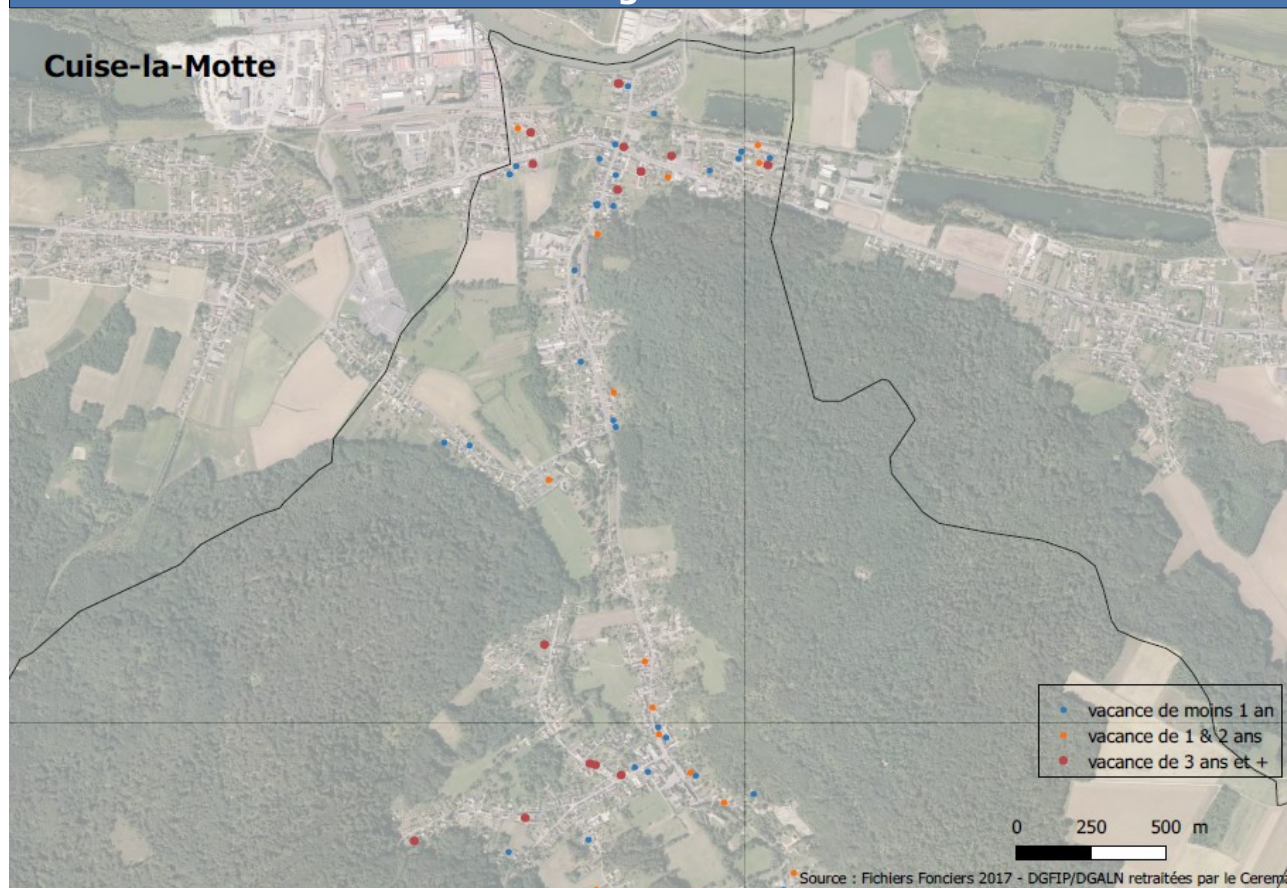 Cuise-la-Motte
vacance de moins 1 an
vacance de 1 & 2 ans
vacance de 3 ans et +
0 250 500 m
Source : Fichiers Fonciers 2017 - DGFIP/DGALN retraitées par le